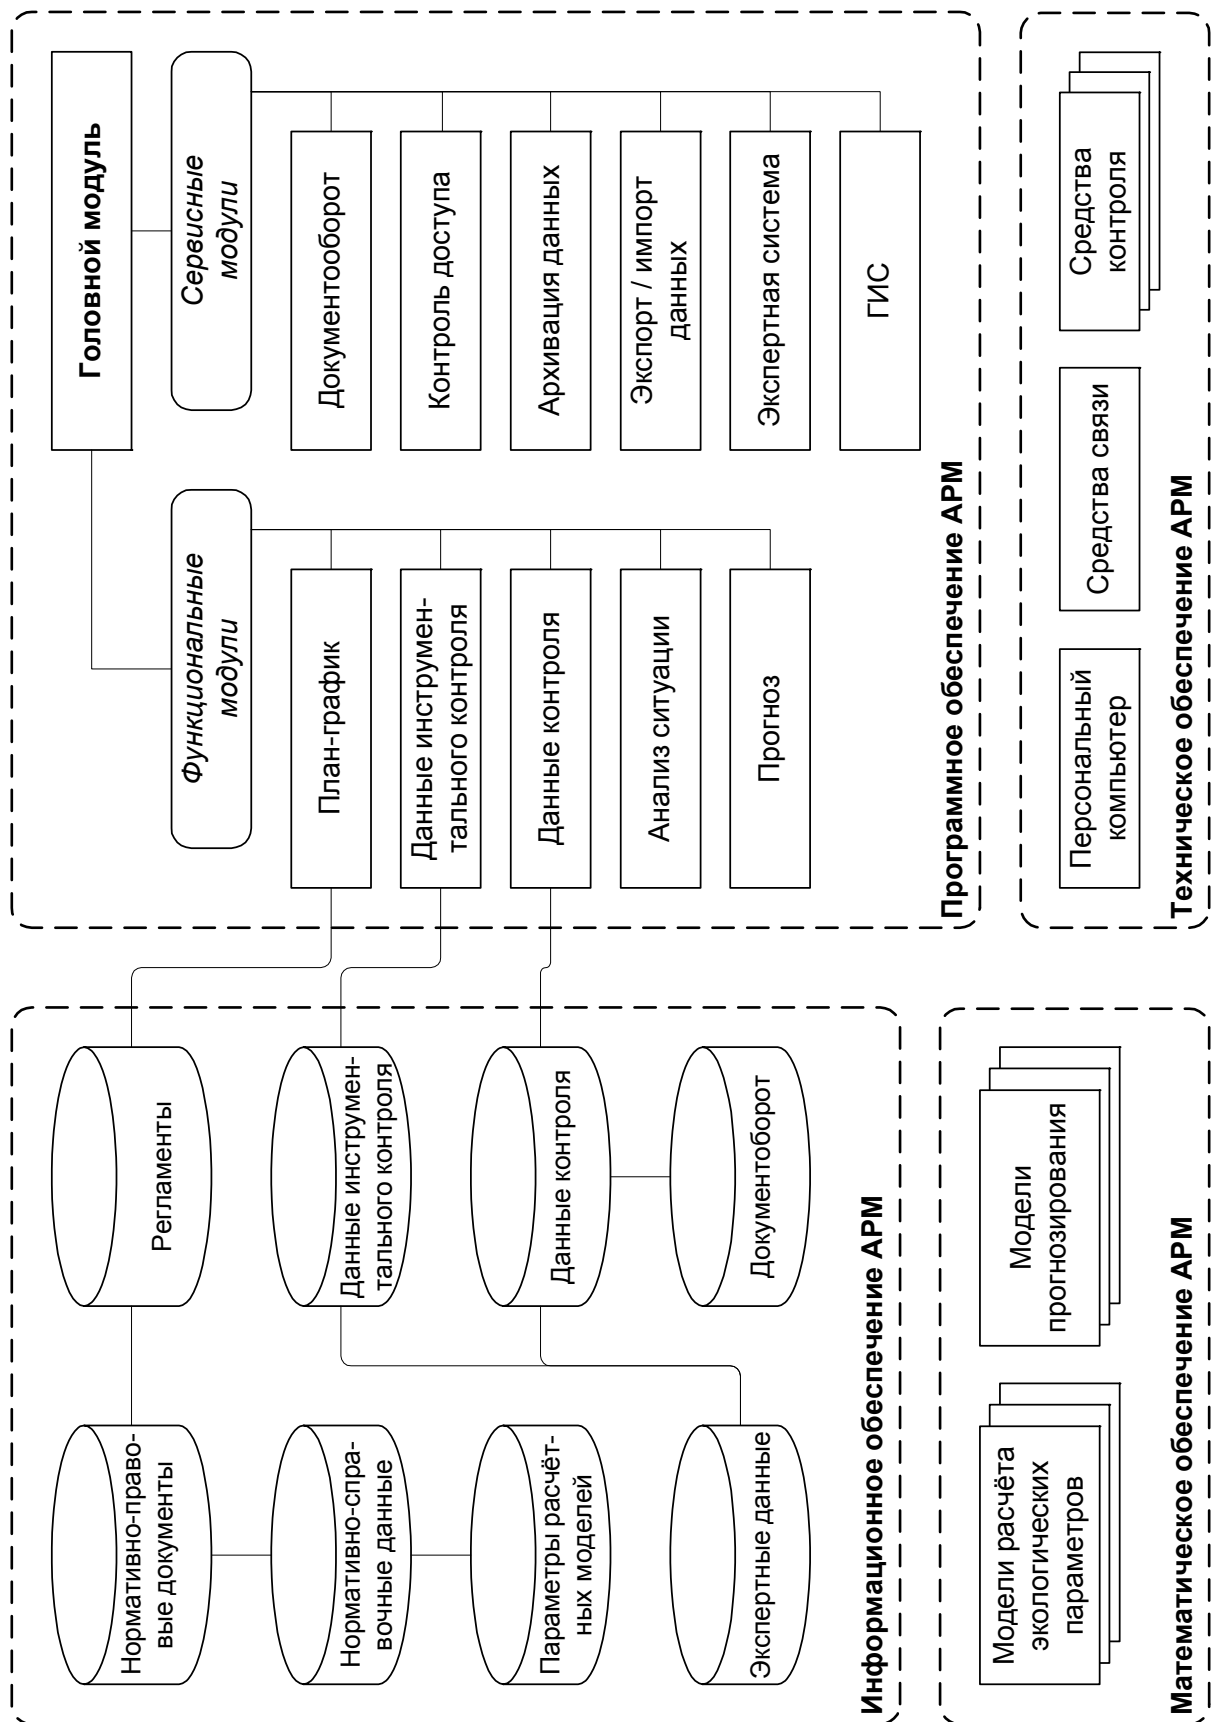 Нормативно-право-
вые документы
Нормативно-спра-
вочные данные
Параметры расчёт-
ных моделей
Экспертные данные
Регламенты
Данные инструмен-
тального контроля
Данные контроля
Документоборот
Информационное обеспечение АРМ
Головной модуль
Функциональные
модули
План-график
Данные инструмен-
тального контроля
Данные контроля
Анализ ситуации
Прогноз
Сервисные
модули
Документооборот
Контроль доступа
Архивация данных
Экспорт / импорт
данных
Экспертная система
ГИС
Программное обеспечение АРМ
Модели расчёта
экологических
параметров
Модели
прогнозирования
Математическое обеспечение АРМ
Персональный
компьютер
Средства связи
Средства
контроля
Техническое обеспечение АРМ